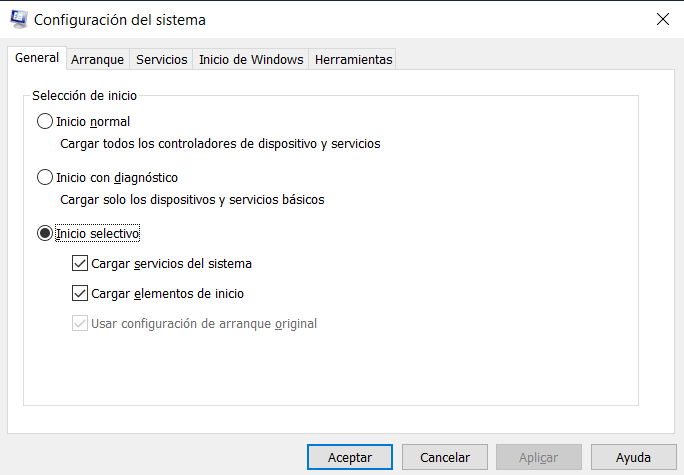 Configuración del sistema
General Arranque Servicios Inicio de Windows Herramientas
Selección de inicio
Inicio normal
Cargar todos los controladores de dispositivo y servicios
Inicio con diagnóstico
Cargar solo los dispositivos y servicios básicos
Inicio selectivo
Cargar servicios del sistema
Cargar elementos de inicio
Usar configuración de arranque original
Aceptar Cancelar Aplicar Ayuda